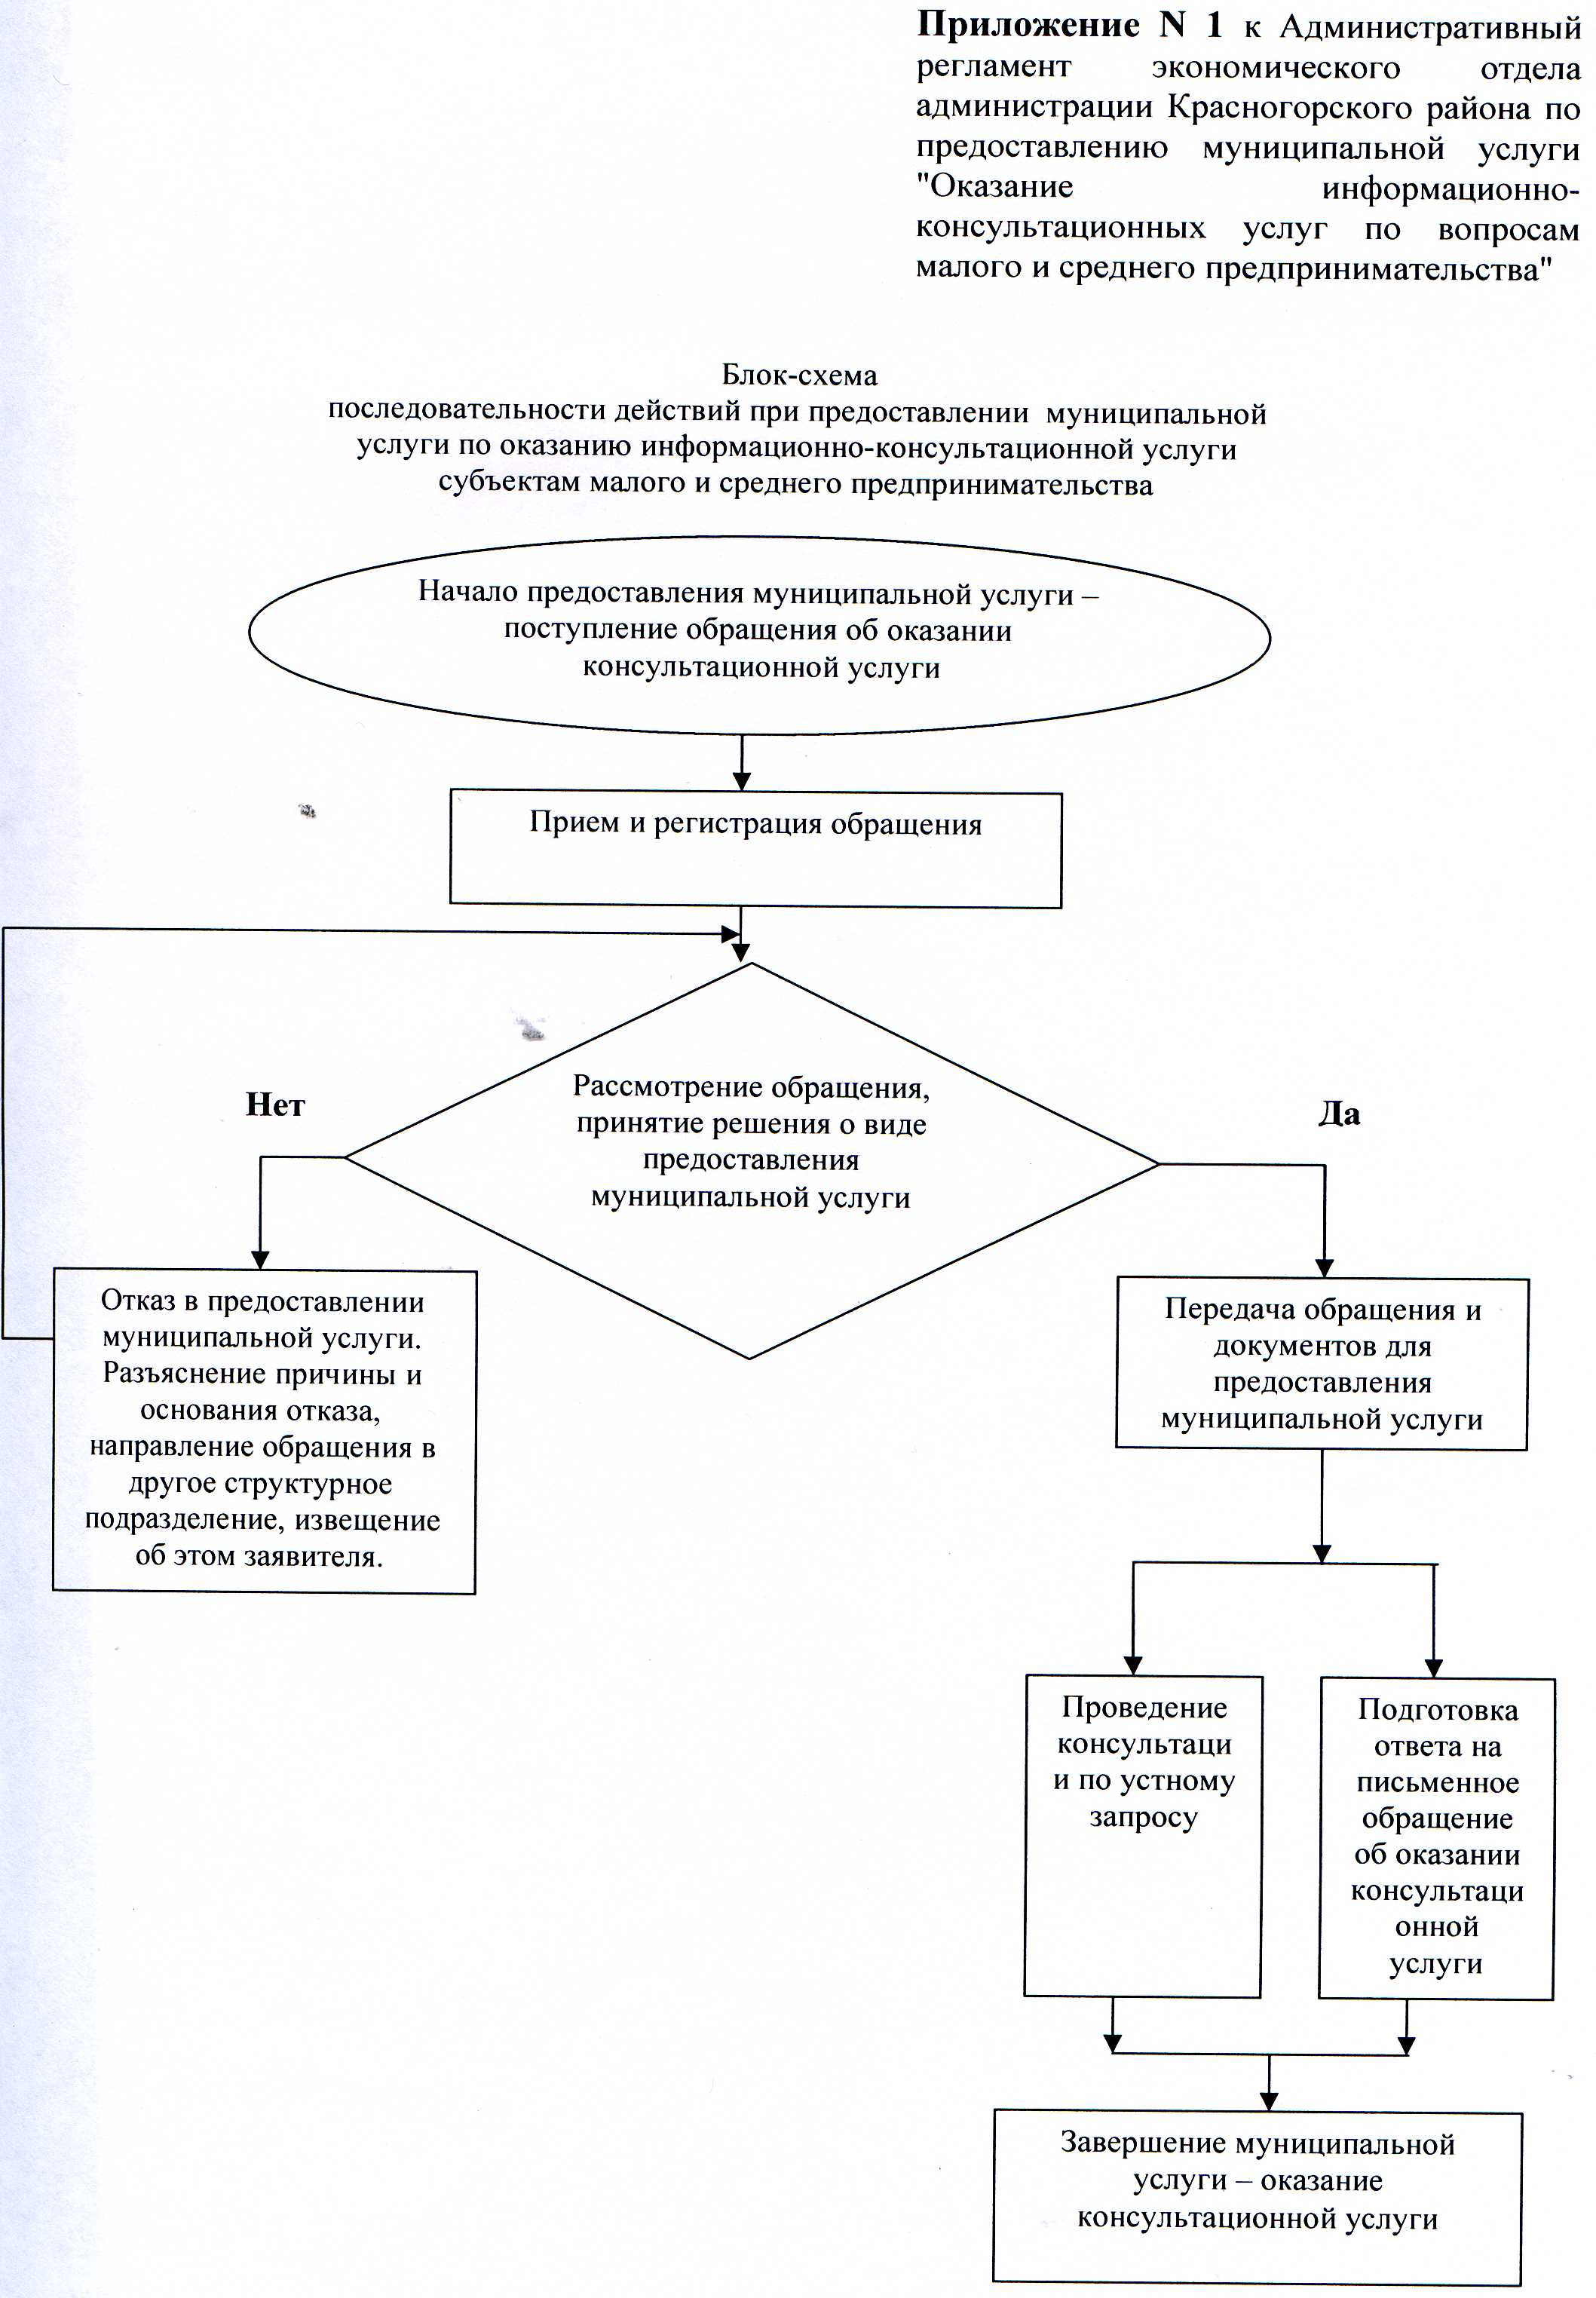 Приложение N 1 к Административный
регламент экономического отдела
администрации Красногорского района по
предоставлению муниципальной услуги
"Оказание информационно-
консультационных услуг по вопросам
малого и среднего предпринимательства"
Блок-схема
последовательности действий при предоставлении муниципальной
услуги по оказанию информационно-консультационной услуги
субъектам малого и среднего предпринимательства
Начало предоставления муниципальной услуги –
поступление обращения об оказании
консультационной услуги
Прием и регистрация обращения
Рассмотрение обращения,
принятие решения о виде
предоставления
муниципальной услуги
Нет
Да
Отказ в предоставлении
муниципальной услуги.
Разъяснение причины и
основания отказа,
направление обращения в
другое структурное
подразделение, извещение
об этом заявителя.
Передача обращения и
документов для
предоставления
муниципальной услуги
Проведение
консультаци
и по устному
запросу
Подготовка
ответа на
письменное
обращение
об оказании
консультаци
онной
услуги
Завершение муниципальной
услуги – оказание
консультационной услуги